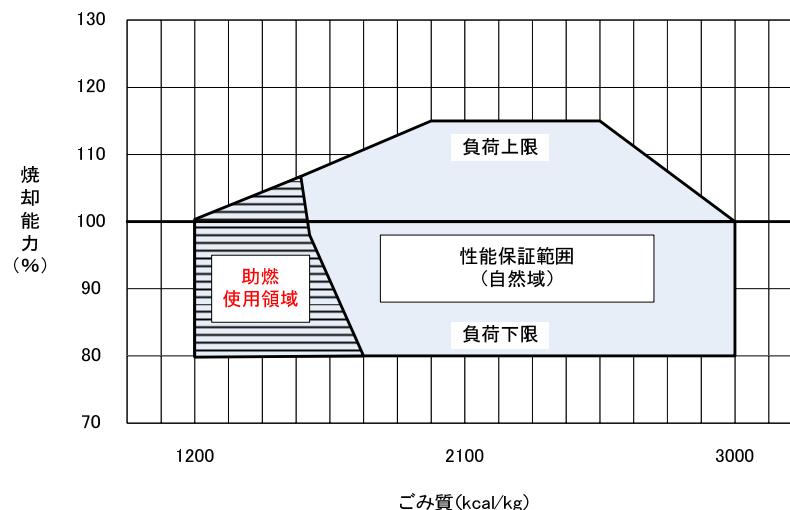 130
120
110
100
90
80
70
焼却能力
(%)
負荷上限
性能保証範囲
(自然域)
助燃
使用領域
負荷下限
1200
2100
3000
ごみ質(kcal/kg)